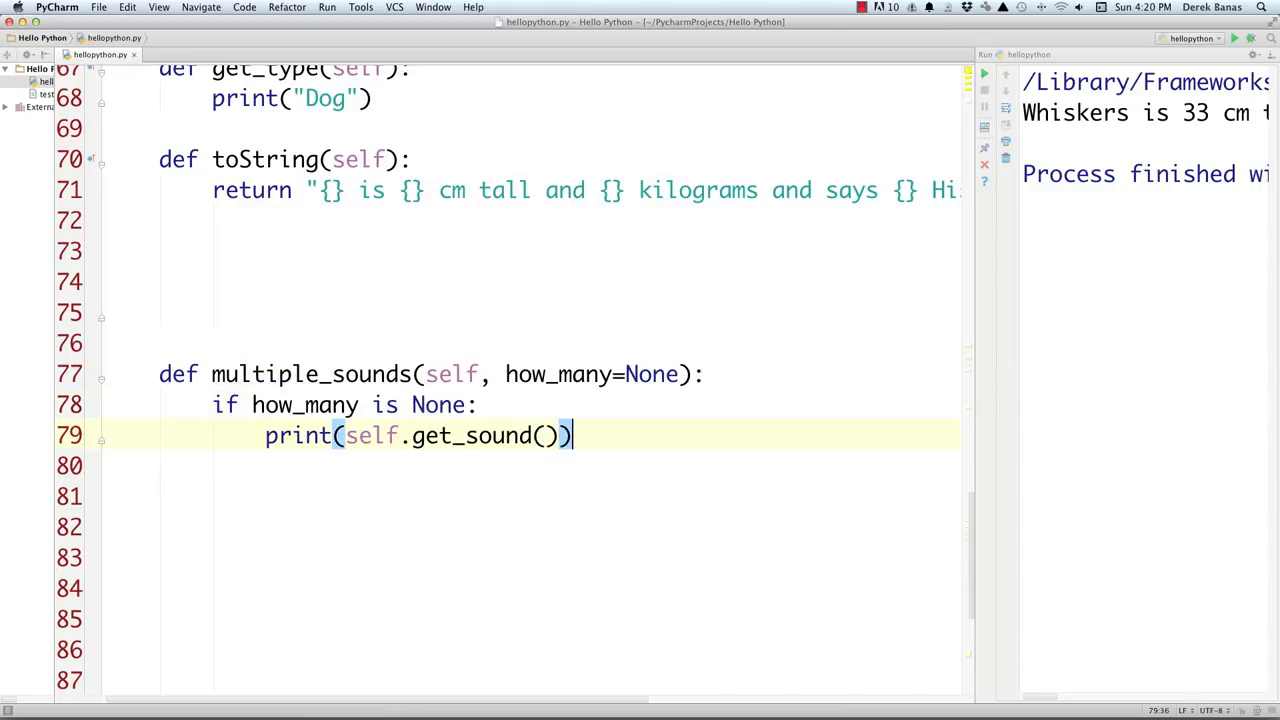 PyCharm File Edit View Navigate Code Refactor Run Tools VCS Window Help 10 Sun 4:20 PM Derek Banas
hellopython.py - Hello Python - [~/PycharmProjects/Hello Python]
Hello Python hellopython.py hellopython
hellopython.py Run hellopython
Hello F
hell
test
Externa
67 def get_type(self):
68 print("Dog")
69
70 def toString(self):
71 return "{} is {} cm tall and {} kilograms and says {} Hi
72
73
74
75
76
77 def multiple_sounds(self, how_many=None):
78 if how_many is None:
79 print(self.get_sound())
80
81
82
83
84
85
86
87
/Library/Frameworks
Whiskers is 33 cm t
Process finished wi
79:36 LF UTF-8